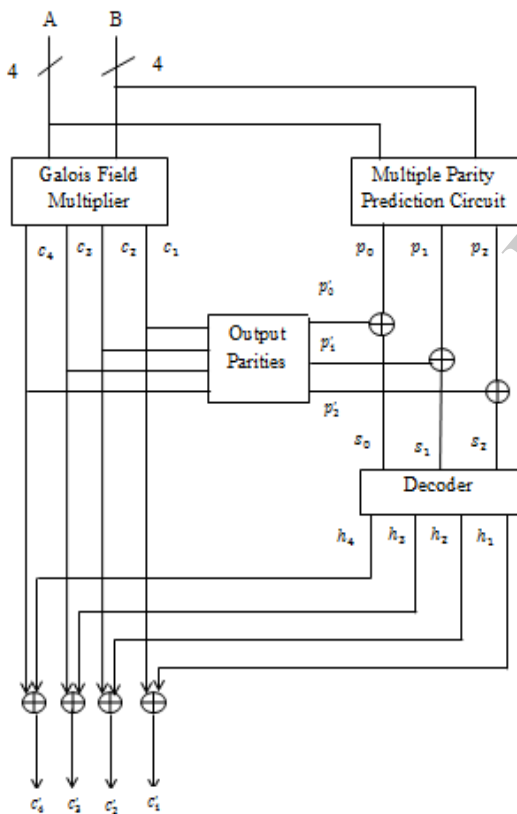 A B
4 4
Galois Field
Multiplier
Multiple Parity
Prediction Circuit
c₄ c₃ c₂ c₁
p₀ p₁ p₂
Output
Parities
p′₀
p′₁
p′₂
s₀ s₁ s₂
Decoder
h₄ h₃ h₂ h₁
c′₄ c′₃ c′₂ c′₁